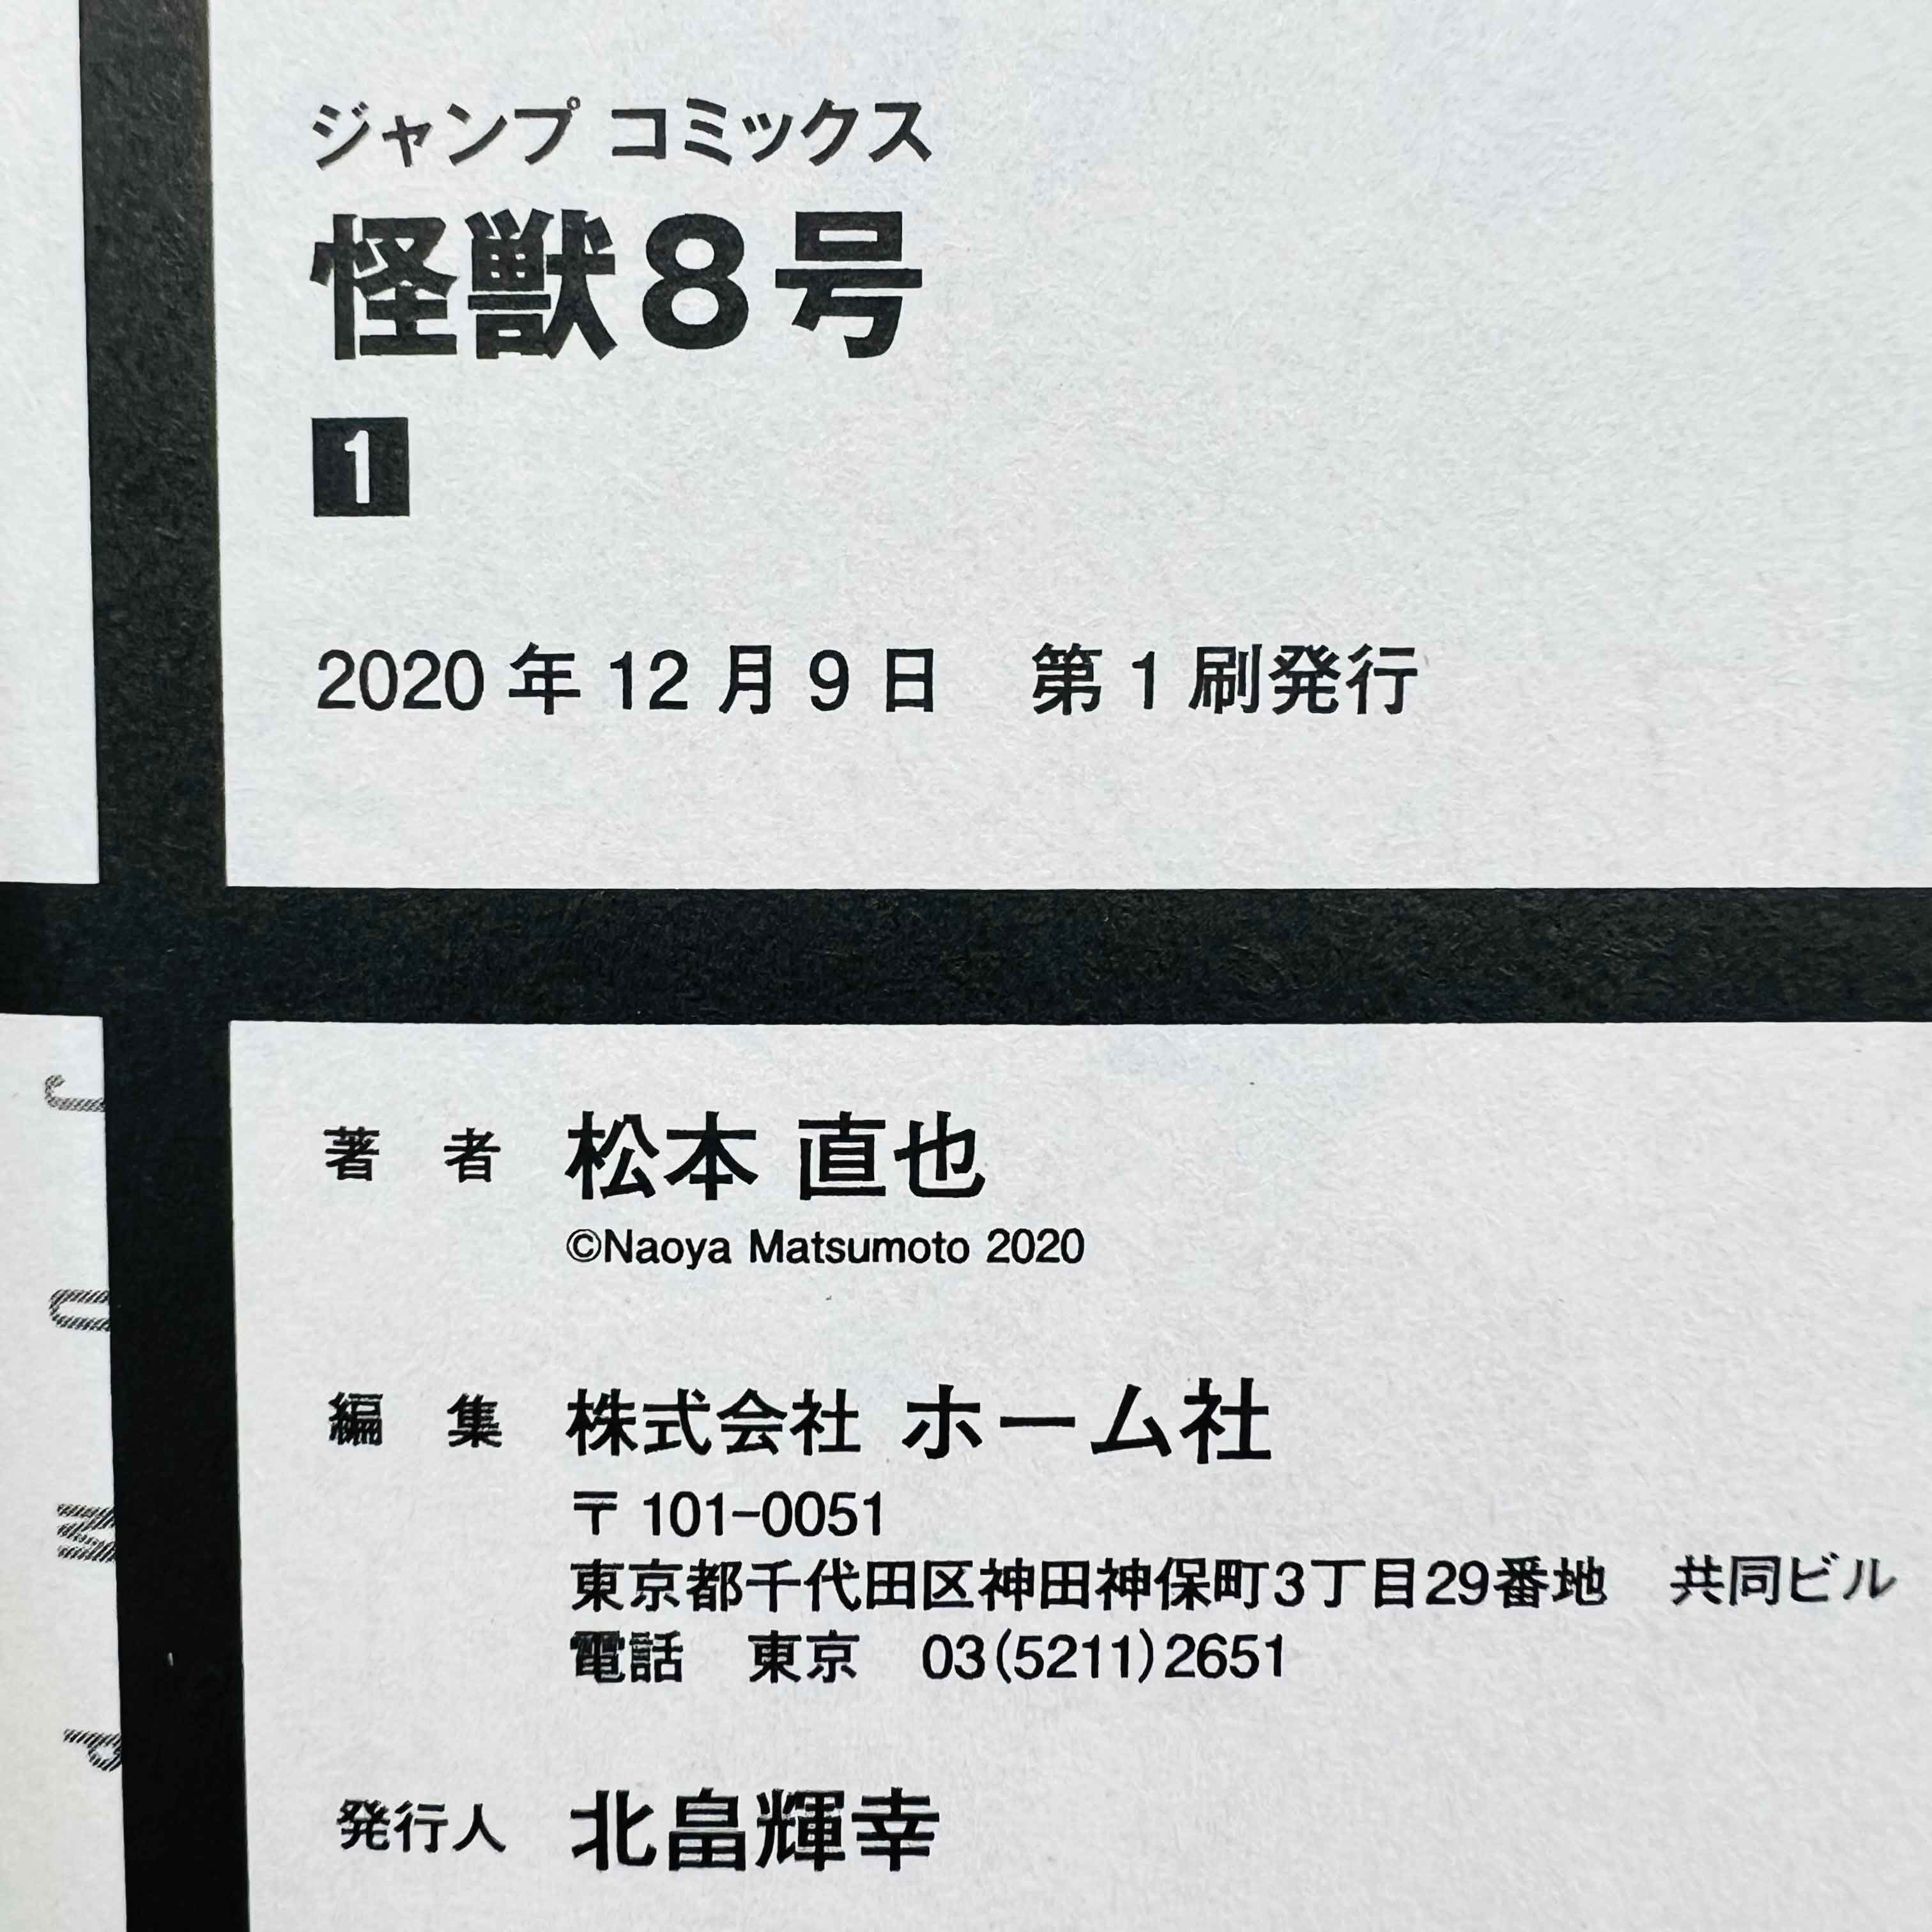 ジャンプ コミックス
怪獣8号
1
2020年12月9日　第1刷発行
著　者　松本 直也
©Naoya Matsumoto 2020
編　集　株式会社 ホーム社
〒101-0051
東京都千代田区神田神保町3丁目29番地　共同ビル
電話　東京　03(5211)2651
発行人　北畠輝幸
JUMP